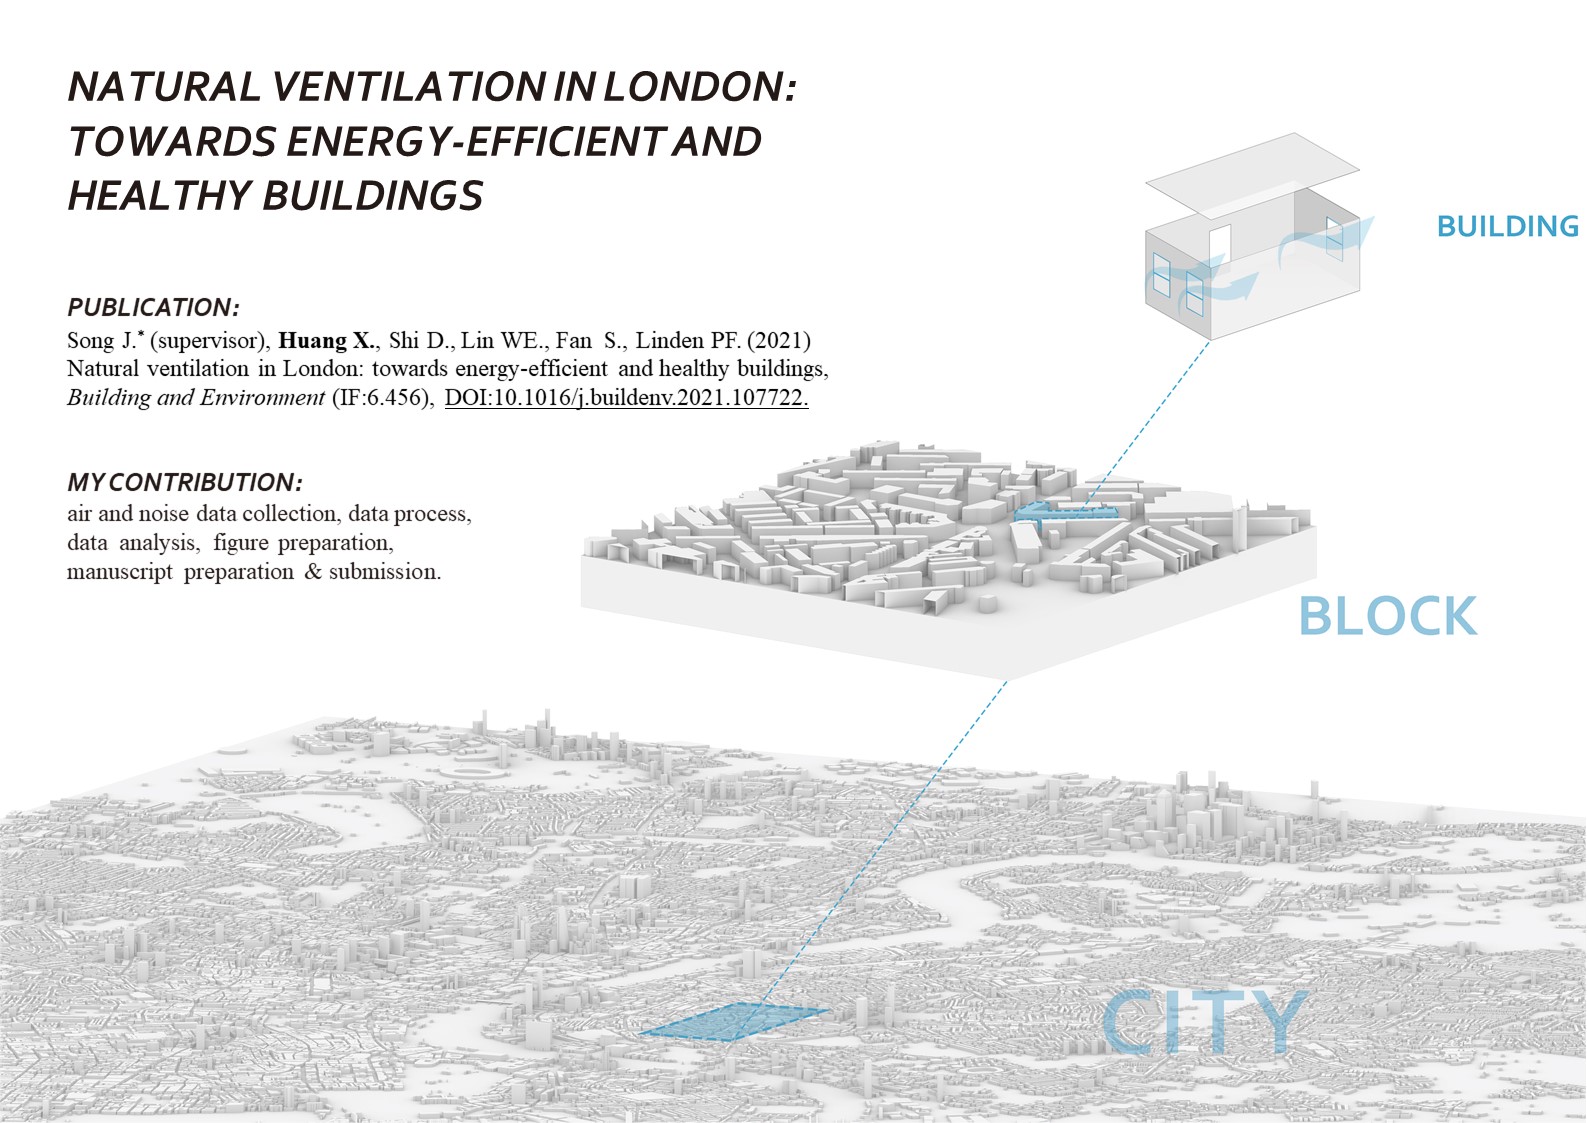 NATURAL VENTILATION IN LONDON:
TOWARDS ENERGY-EFFICIENT AND
HEALTHY BUILDINGS
PUBLICATION:
Song J.* (supervisor), Huang X., Shi D., Lin WE., Fan S., Linden PF. (2021)
Natural ventilation in London: towards energy-efficient and healthy buildings,
Building and Environment (IF:6.456), DOI:10.1016/j.buildenv.2021.107722.
MY CONTRIBUTION:
air and noise data collection, data process,
data analysis, figure preparation,
manuscript preparation & submission.
BUILDING
BLOCK
CITY